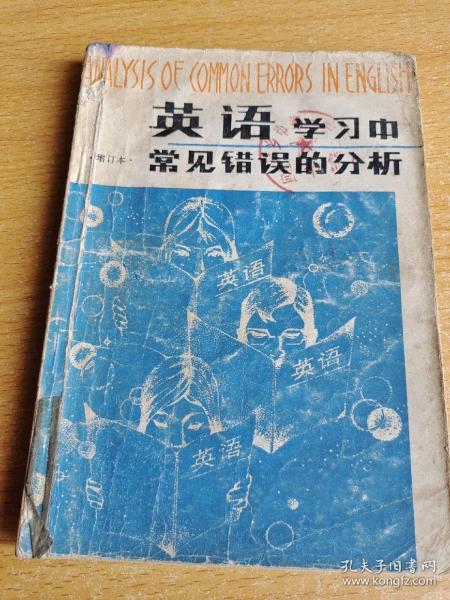 ANALYSIS OF COMMON ERRORS IN ENGLISH
英语 学习中
·增订本·
常见错误的分析
英语
英语
英语
孔夫子旧书网
www.kongfz.com